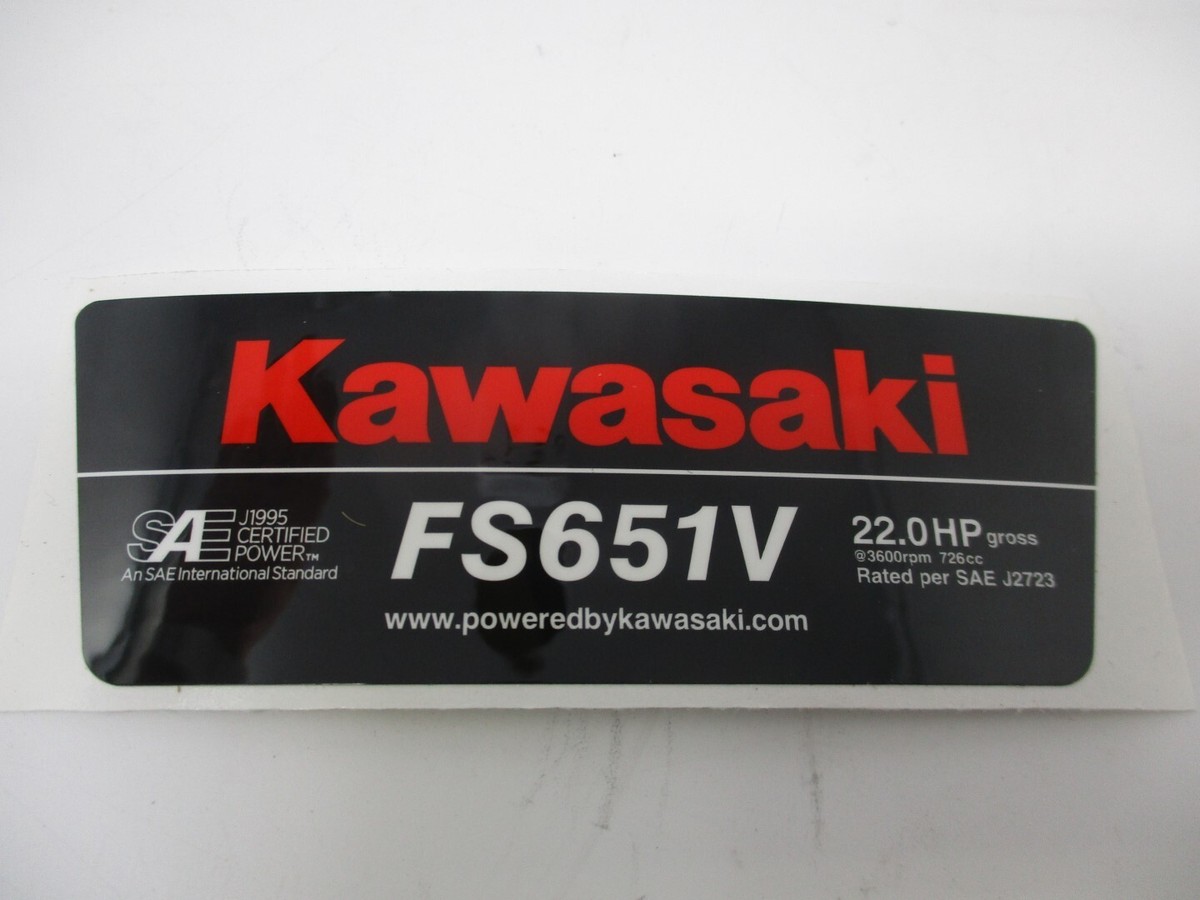 Kawasaki
SAE J1995
CERTIFIED
POWER™
An SAE International Standard
FS651V
22.0 HP gross
@3600rpm 726cc
Rated per SAE J2723
www.poweredbykawasaki.com